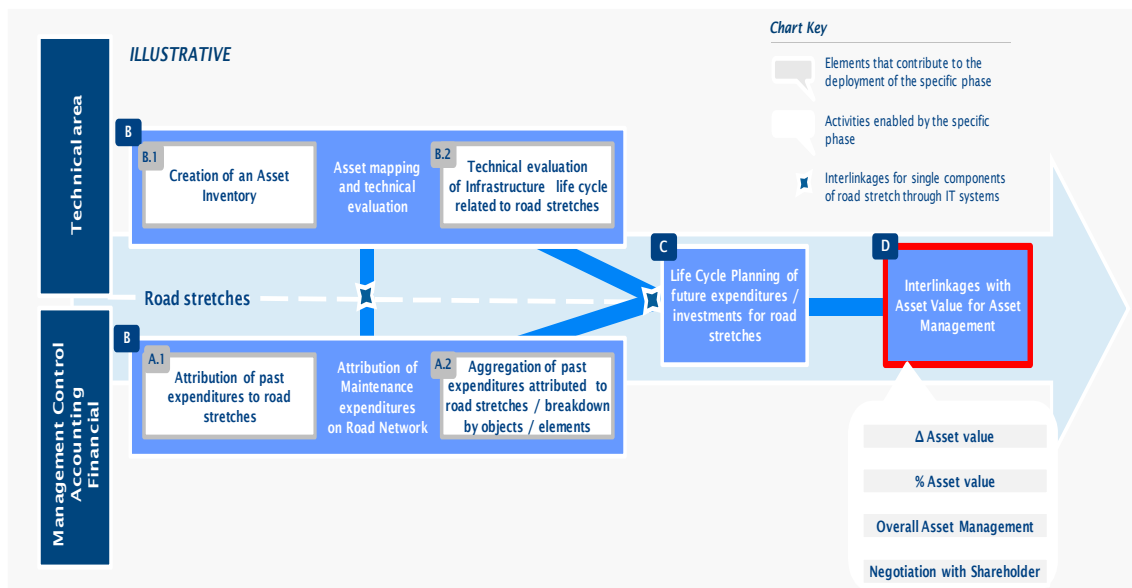 ILLUSTRATIVE
Chart Key
Elements that contribute to the
deployment of the specific phase
Activities enabled by the specific
phase
Interlinkages for single components
of road stretch through IT systems
Technical area
B
B.1
Creation of an Asset
Inventory
Asset mapping
and technical
evaluation
B.2
Technical evaluation
of Infrastructure life cycle
related to road stretches
Road stretches
C
Life Cycle Planning of
future expenditures /
investments for road
stretches
D
Interlinkages with
Asset Value for Asset
Management
Management Control
Accounting
Financial
B
A.1
Attribution of past
expenditures to road
stretches
Attribution of
Maintenance
expenditures
on Road Network
A.2
Aggregation of past
expenditures attributed to
road stretches / breakdown
by objects / elements
Δ Asset value
% Asset value
Overall Asset Management
Negotiation with Shareholder